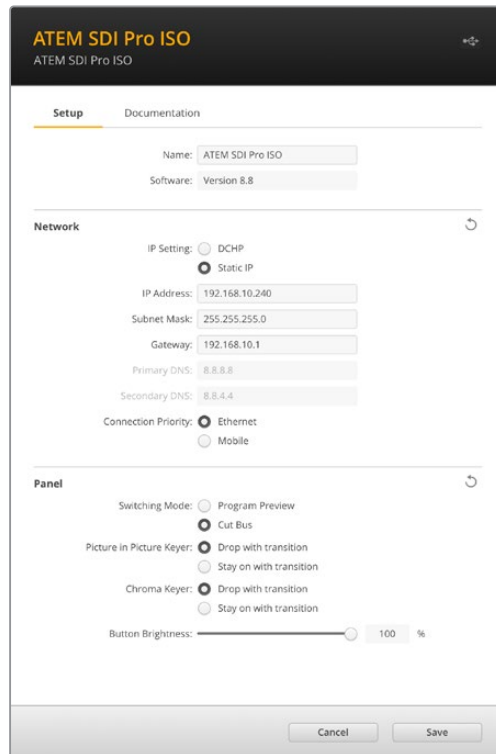 ATEM SDI Pro ISO
ATEM SDI Pro ISO
Setup Documentation
Name: ATEM SDI Pro ISO
Software: Version 8.8
Network
IP Setting: DCHP
Static IP
IP Address: 192.168.10.240
Subnet Mask: 255.255.255.0
Gateway: 192.168.10.1
Primary DNS: 8.8.8.8
Secondary DNS: 8.8.4.4
Connection Priority: Ethernet
Mobile
Panel
Switching Mode: Program Preview
Cut Bus
Picture in Picture Keyer: Drop with transition
Stay on with transition
Chroma Keyer: Drop with transition
Stay on with transition
Button Brightness: 100 %
Cancel Save